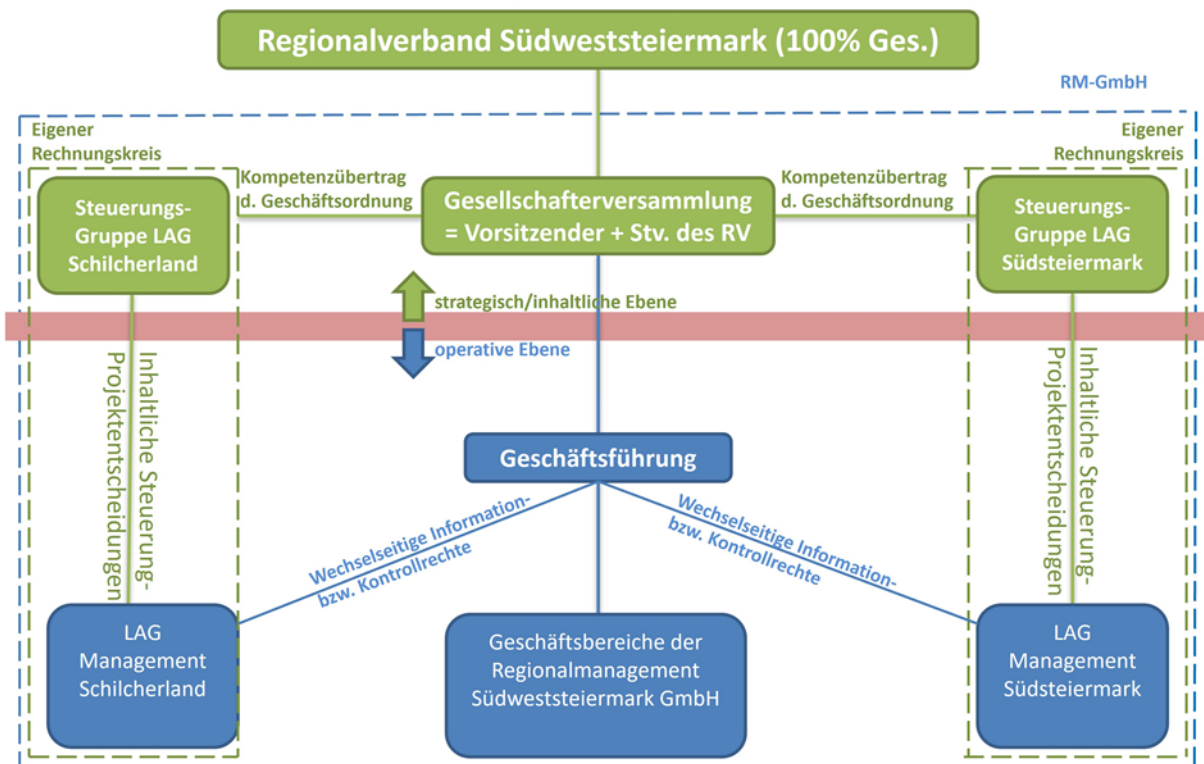 Regionalverband Südweststeiermark (100% Ges.)
RM-GmbH
Eigener
Rechnungskreis
Eigener
Rechnungskreis
Steuerungs-
Gruppe LAG
Schilcherland
Kompetenzübertrag
d. Geschäftsordnung
Gesellschafterversammlung
= Vorsitzender + Stv. des RV
Kompetenzübertrag
d. Geschäftsordnung
Steuerungs-
Gruppe LAG
Südsteiermark
strategisch/inhaltliche Ebene
operative Ebene
Inhaltliche Steuerung-
Projektentscheidungen
Inhaltliche Steuerung-
Projektentscheidungen
Geschäftsführung
Wechselseitige Information-
bzw. Kontrollrechte
Wechselseitige Information-
bzw. Kontrollrechte
LAG
Management
Schilcherland
Geschäftsbereiche der
Regionalmanagement
Südweststeiermark GmbH
LAG
Management
Südsteiermark